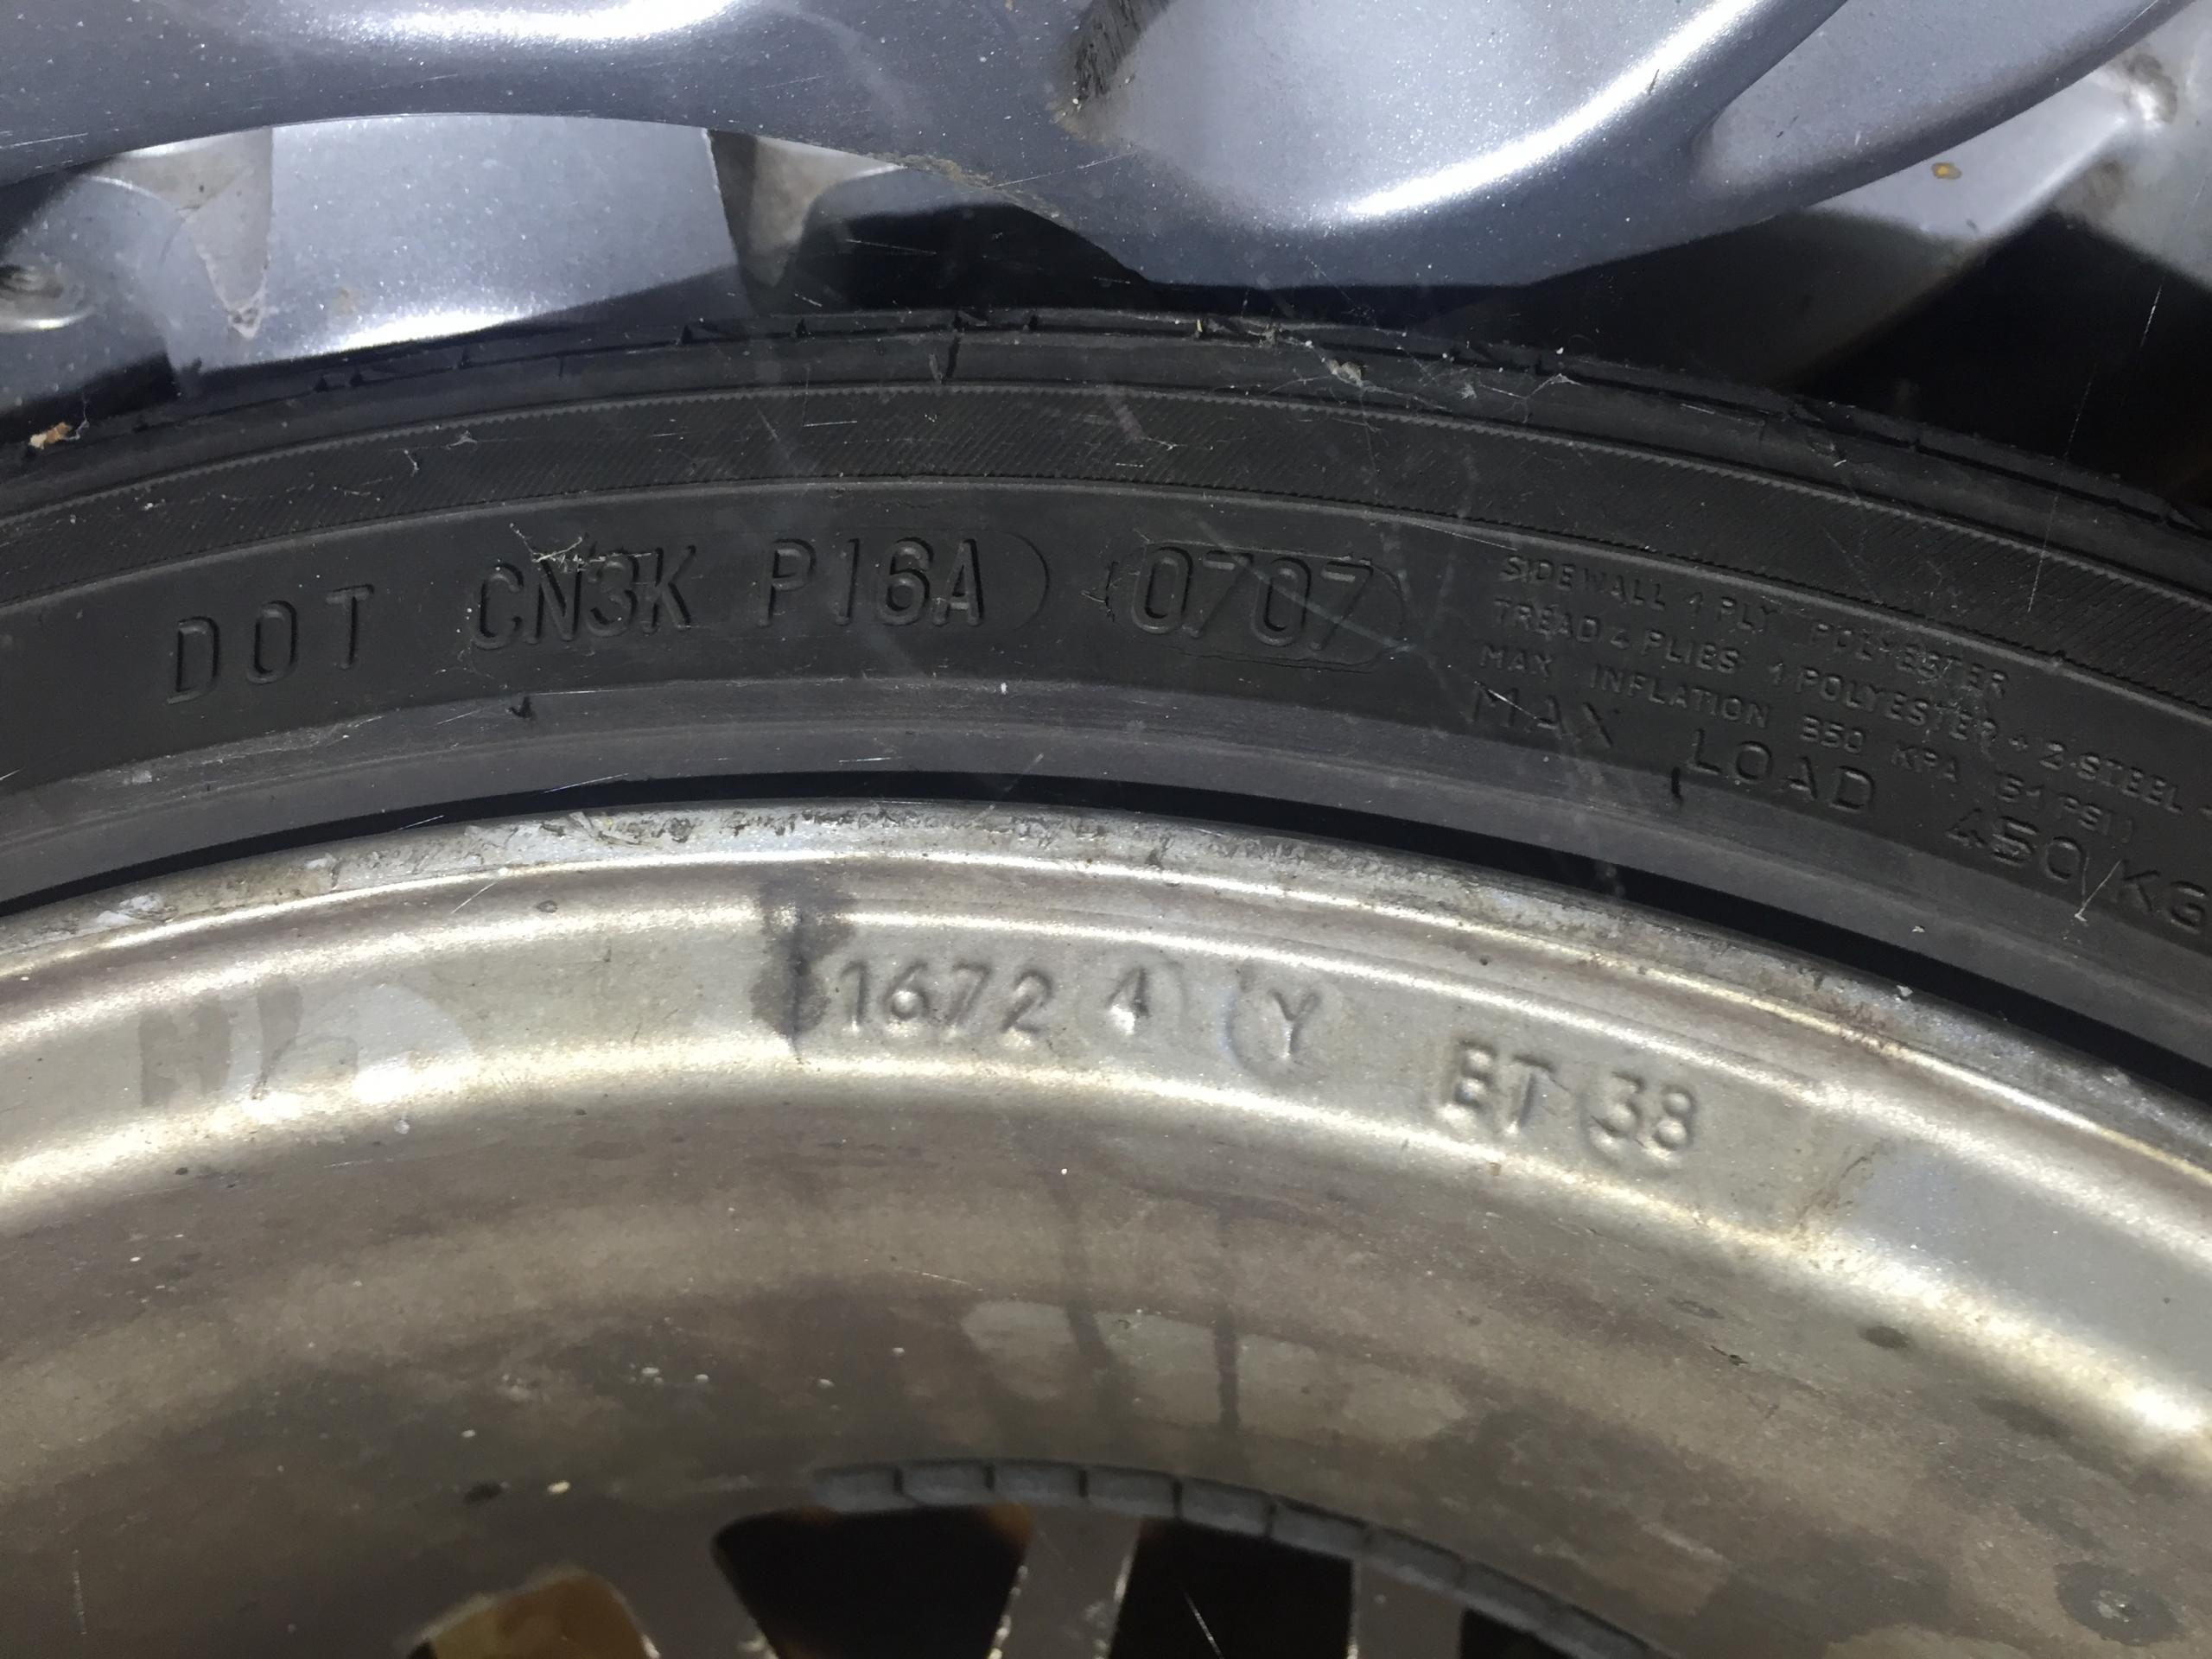 DOT CN3K P16A 0707
SIDEWALL 1 PLY POLYESTER
TREAD 4 PLIES 1 POLYESTER + 2 STEEL
MAX INFLATION 350 KPA (51 PSI)
MAX LOAD 450 KG
1672 4 Y ET 38